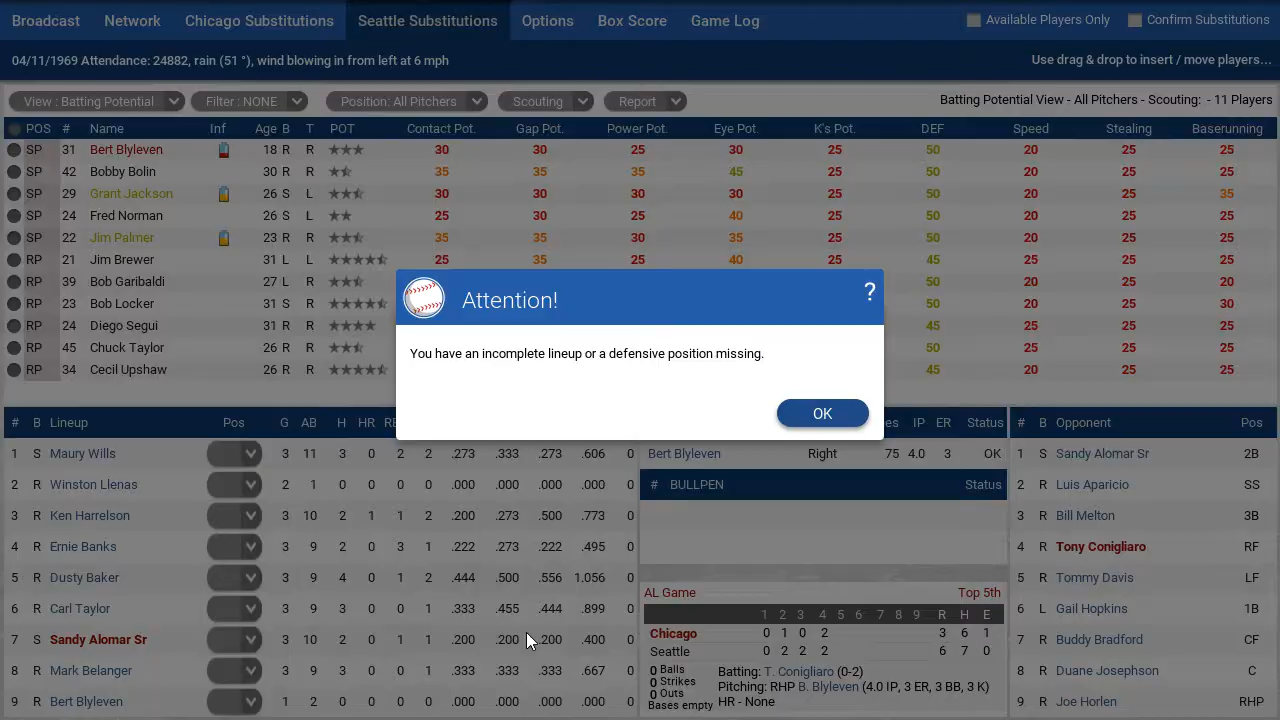 Broadcast Network Chicago Substitutions Seattle Substitutions Options Box Score Game Log Available Players Only Confirm Substitutions
04/11/1969 Attendance: 24882, rain (51 °), wind blowing in from left at 6 mph Use drag & drop to insert / move players...
View : Batting Potential Filter : NONE Position: All Pitchers Scouting Report Batting Potential View - All Pitchers - Scouting: - 11 Players
POS # Name Inf Age B T POT Contact Pot. Gap Pot. Power Pot. Eye Pot. K's Pot. DEF Speed Stealing Baserunning
SP 31 Bert Blyleven 18 R R 30 30 25 30 25 50 20 25 25
SP 42 Bobby Bolin 30 R R 35 35 35 45 25 50 20 25 25
SP 29 Grant Jackson 26 S L 30 30 30 30 25 50 20 25 35
SP 24 Fred Norman 26 S L 25 30 25 40 25 50 20 25 25
SP 22 Jim Palmer 23 R R 35 35 30 35 25 50 20 25 25
RP 21 Jim Brewer 31 L L 25 35 25 40 25 45 20 25 25
RP 39 Bob Garibaldi 27 L R 50 20 25 20
RP 23 Bob Locker 31 S R 50 20 25 30
RP 24 Diego Segui 31 R R 45 25 25 25
RP 45 Chuck Taylor 26 R R 50 25 25 25
RP 34 Cecil Upshaw 26 R R 45 20 25 25
Attention! ?
You have an incomplete lineup or a defensive position missing.
OK
# B Lineup Pos G AB H HR es IP ER Status # B Opponent Pos
1 S Maury Wills 3 11 3 0 2 2 .273 .333 .273 .606 0 Bert Blyleven Right 75 4.0 3 OK 1 S Sandy Alomar Sr 2B
2 R Winston Llenas 2 1 0 0 0 0 .000 .000 .000 .000 0 # BULLPEN Status 2 R Luis Aparicio SS
3 R Ken Harrelson 3 10 2 1 1 2 .200 .273 .500 .773 0 3 R Bill Melton 3B
4 R Ernie Banks 3 9 2 0 3 1 .222 .273 .222 .495 0 4 R Tony Conigliaro RF
5 R Dusty Baker 3 9 4 0 1 2 .444 .500 .556 1.056 0 5 R Tommy Davis LF
6 R Carl Taylor 3 9 3 0 0 1 .333 .455 .444 .899 0 6 L Gail Hopkins 1B
7 S Sandy Alomar Sr 3 10 2 0 1 1 .200 .200 .200 .400 0 7 R Buddy Bradford CF
8 R Mark Belanger 3 9 3 0 0 1 .333 .333 .333 .667 0 8 R Duane Josephson C
9 R Bert Blyleven 1 2 0 0 0 0 .000 .000 .000 .000 0 9 R Joe Horlen RHP
AL Game Top 5th
1 2 3 4 5 6 7 8 9 R H E
Chicago 0 1 0 2 3 6 1
Seattle 0 2 2 2 6 7 0
0 Balls Batting: T. Conigliaro (0-2)
0 Strikes Pitching: RHP B. Blyleven (4.0 IP, 3 ER, 3 BB, 3 K)
0 Outs HR - None
Bases empty